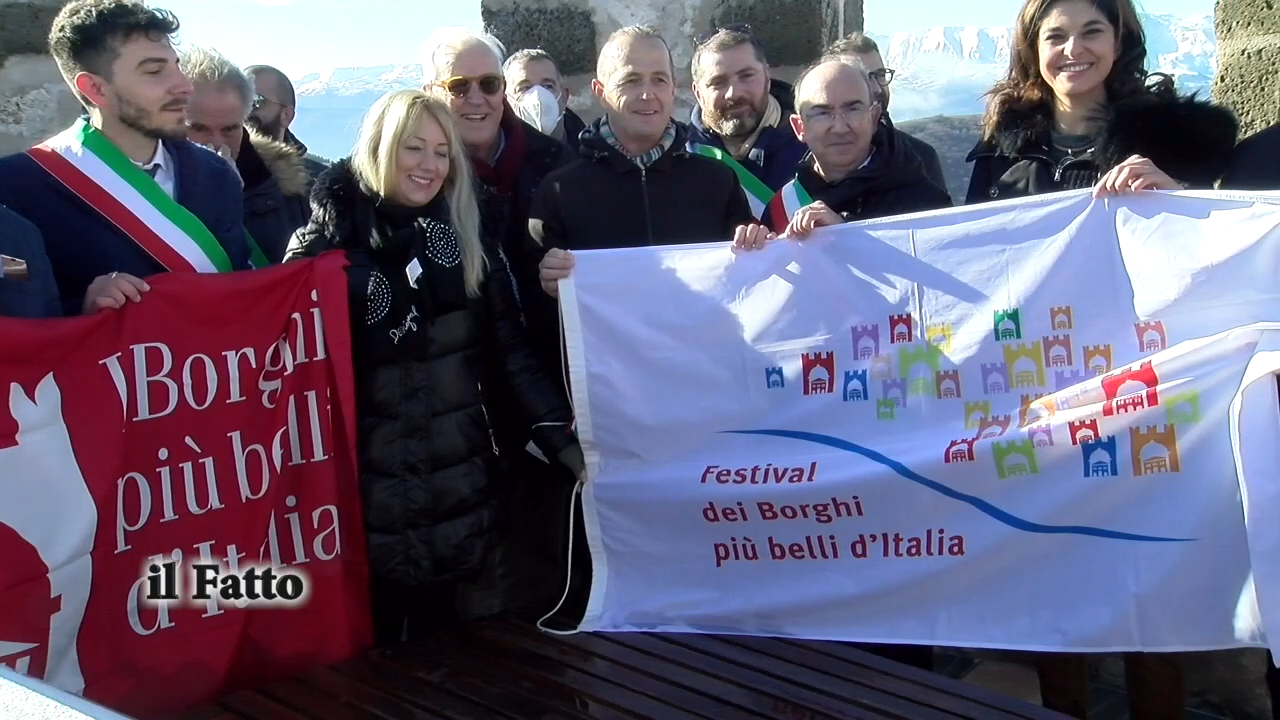 I Borghi
più belli
d'Italia
il Fatto
Festival
dei Borghi
più belli d'Italia